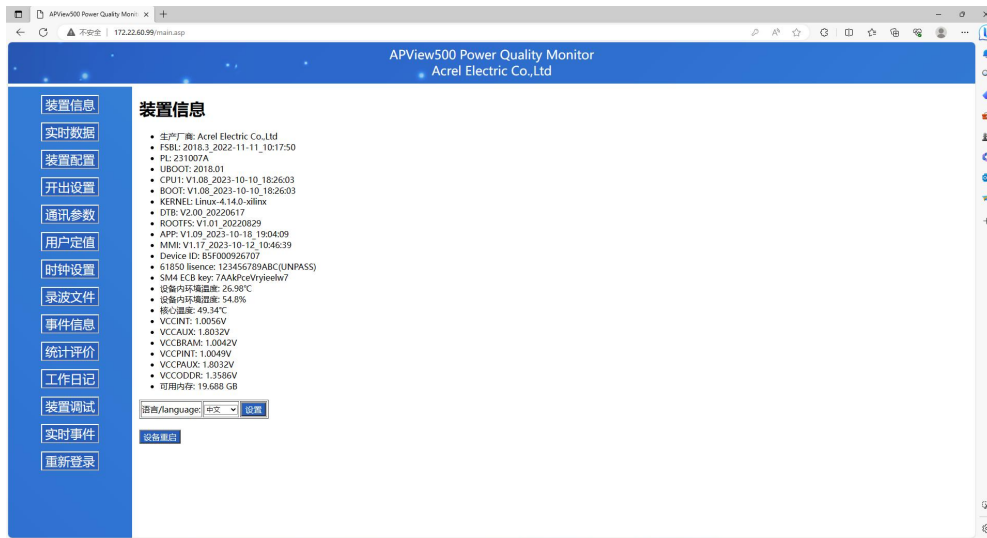 APView500 Power Quality Monit
不安全 | 172.22.60.99/main.asp
APView500 Power Quality Monitor
Acrel Electric Co.,Ltd
装置信息
实时数据
装置配置
开出设置
通讯参数
用户定值
时钟设置
录波文件
事件信息
统计评价
工作日记
装置调试
实时事件
重新登录
装置信息
生产厂商: Acrel Electric Co.,Ltd
FSBL: 2018.3_2022-11-11_10:17:50
PL: 231007A
UBOOT: 2018.01
CPU1: V1.08_2023-10-10_18:26:03
BOOT: V1.08_2023-10-10_18:26:03
KERNEL: Linux-4.14.0-xilinx
DTB: V2.00_20220617
ROOTFS: V1.01_20220829
APP: V1.09_2023-10-18_19:04:09
MMI: V1.17_2023-10-12_10:46:39
Device ID: B5F000926707
61850 lisence: 123456789ABC(UNPASS)
SM4 ECB key: 7AAkPceVryieelw7
设备内环境温度: 26.98℃
设备内环境湿度: 54.8%
核心温度: 49.34℃
VCCINT: 1.0056V
VCCAUX: 1.8032V
VCCBRAM: 1.0042V
VCCPINT: 1.0049V
VCCPAUX: 1.8032V
VCCODDR: 1.3586V
可用内存: 19.688 GB
语言/language: 中文 设置
设备重启